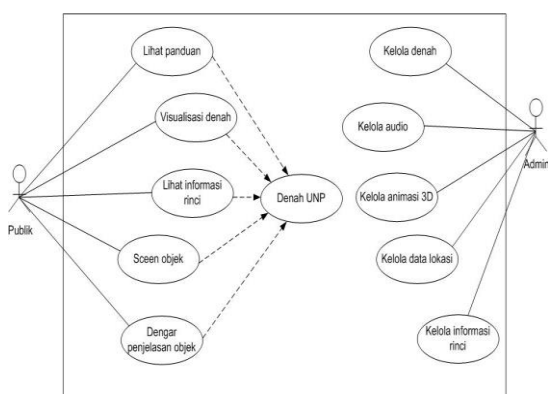 Lihat panduan
Visualisasi denah
Lihat informasi
rinci
Sceen objek
Dengar
penjelasan objek
Publik
Denah UNP
Kelola denah
Kelola audio
Kelola animasi 3D
Kelola data lokasi
Kelola informasi
rinci
Admin